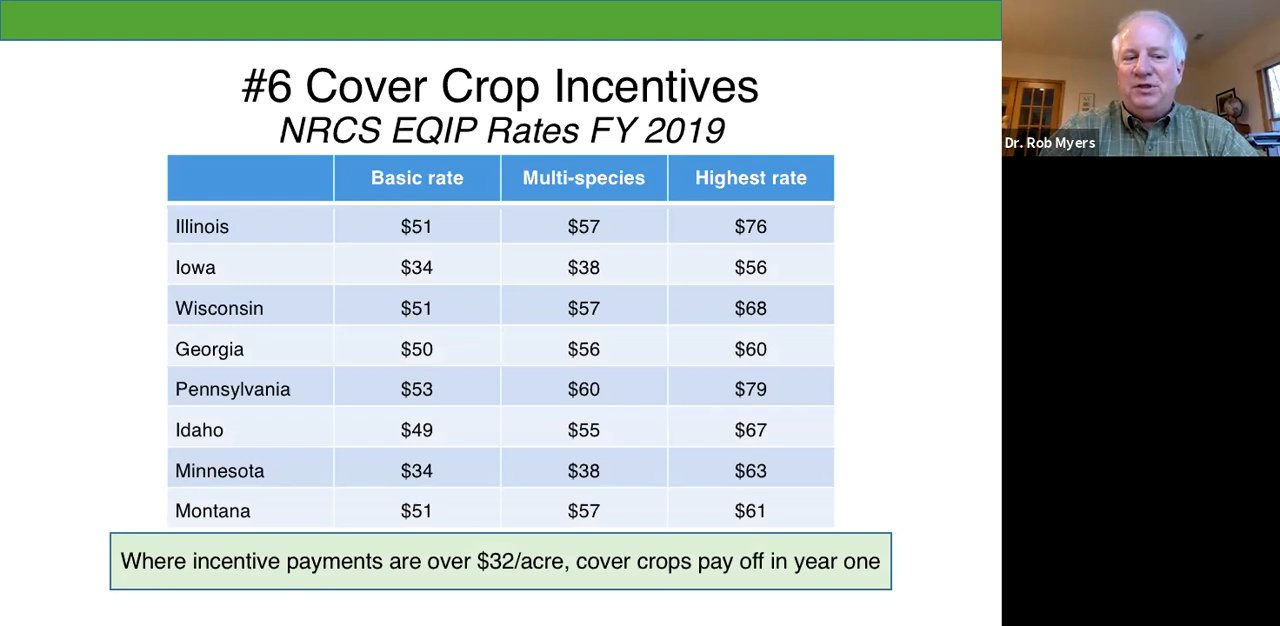 #6 Cover Crop Incentives
NRCS EQIP Rates FY 2019
Basic rate Multi-species Highest rate
Illinois $51 $57 $76
Iowa $34 $38 $56
Wisconsin $51 $57 $68
Georgia $50 $56 $60
Pennsylvania $53 $60 $79
Idaho $49 $55 $67
Minnesota $34 $38 $63
Montana $51 $57 $61
Where incentive payments are over $32/acre, cover crops pay off in year one
Dr. Rob Myers